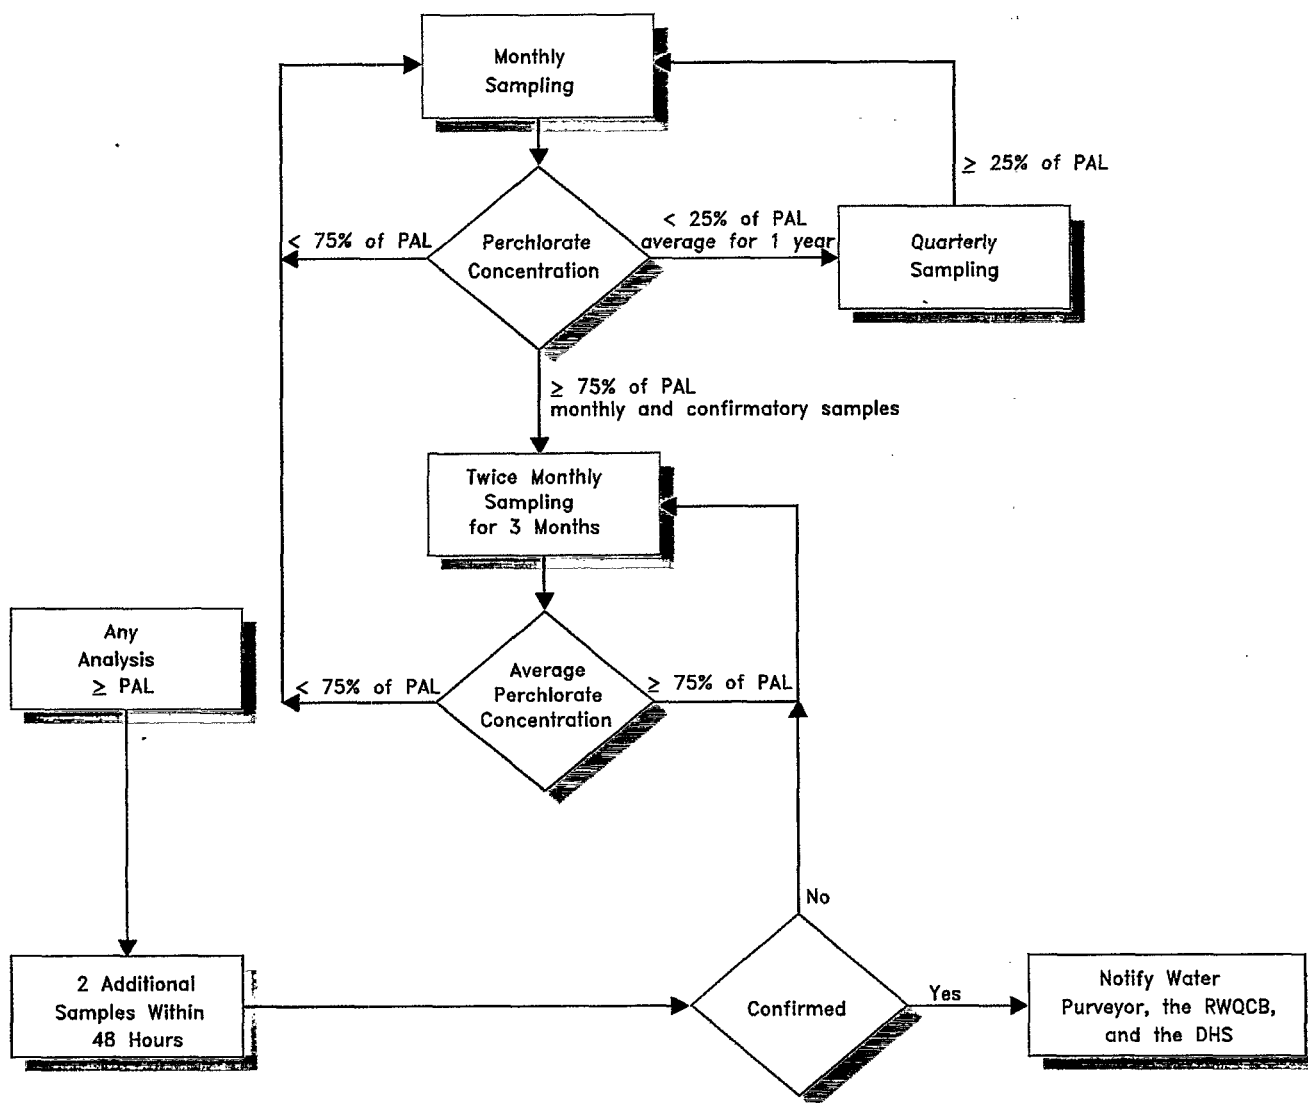 Monthly
Sampling
≥ 25% of PAL
< 75% of PAL
Perchlorate
Concentration
< 25% of PAL
average for 1 year
Quarterly
Sampling
≥ 75% of PAL
monthly and confirmatory samples
Twice Monthly
Sampling
for 3 Months
Any
Analysis
≥ PAL
< 75% of PAL
Average
Perchlorate
Concentration
≥ 75% of PAL
No
2 Additional
Samples Within
48 Hours
Confirmed
Yes
Notify Water
Purveyor, the RWQCB,
and the DHS